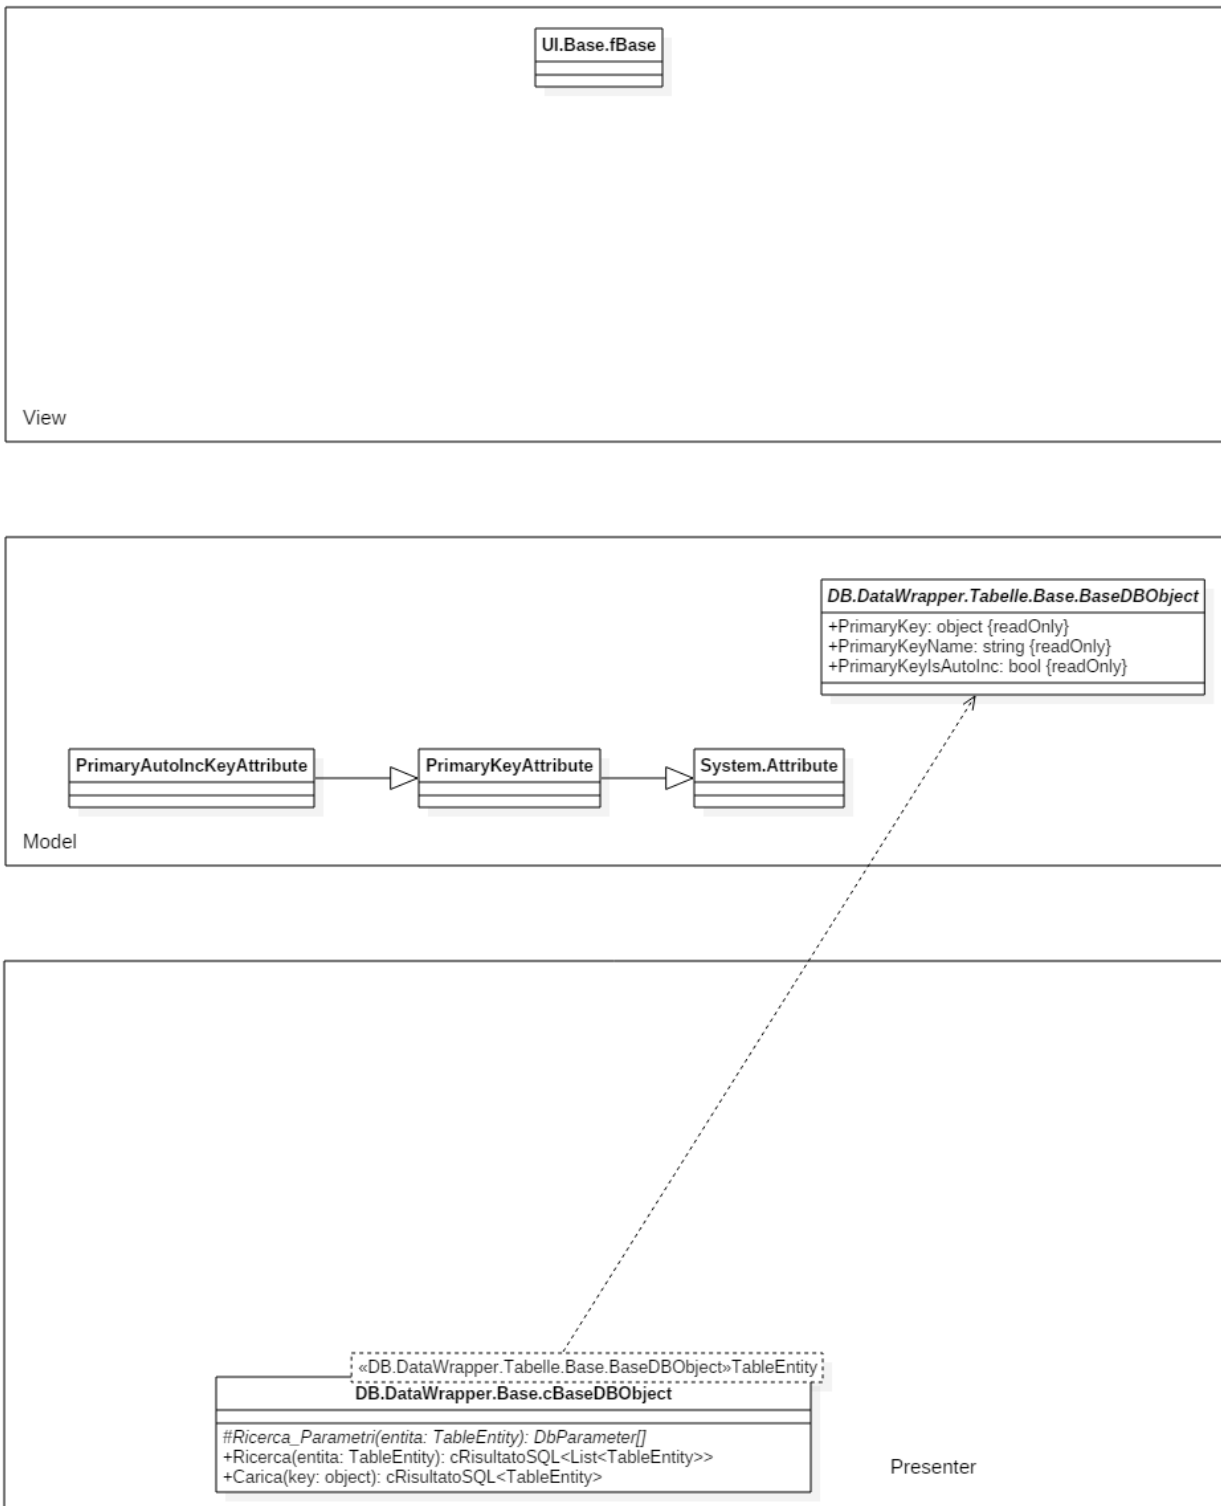 UI.Base.fBase
View
DB.DataWrapper.Tabelle.Base.BaseDBObject
+PrimaryKey: object {readOnly}
+PrimaryKeyName: string {readOnly}
+PrimaryKeyIsAutoInc: bool {readOnly}
PrimaryAutoIncKeyAttribute
PrimaryKeyAttribute
System.Attribute
Model
«DB.DataWrapper.Tabelle.Base.BaseDBObject»TableEntity
DB.DataWrapper.Base.cBaseDBObject
#Ricerca_Parametri(entita: TableEntity): DbParameter[]
+Ricerca(entita: TableEntity): cRisultatoSQL<List<TableEntity>>
+Carica(key: object): cRisultatoSQL<TableEntity>
Presenter